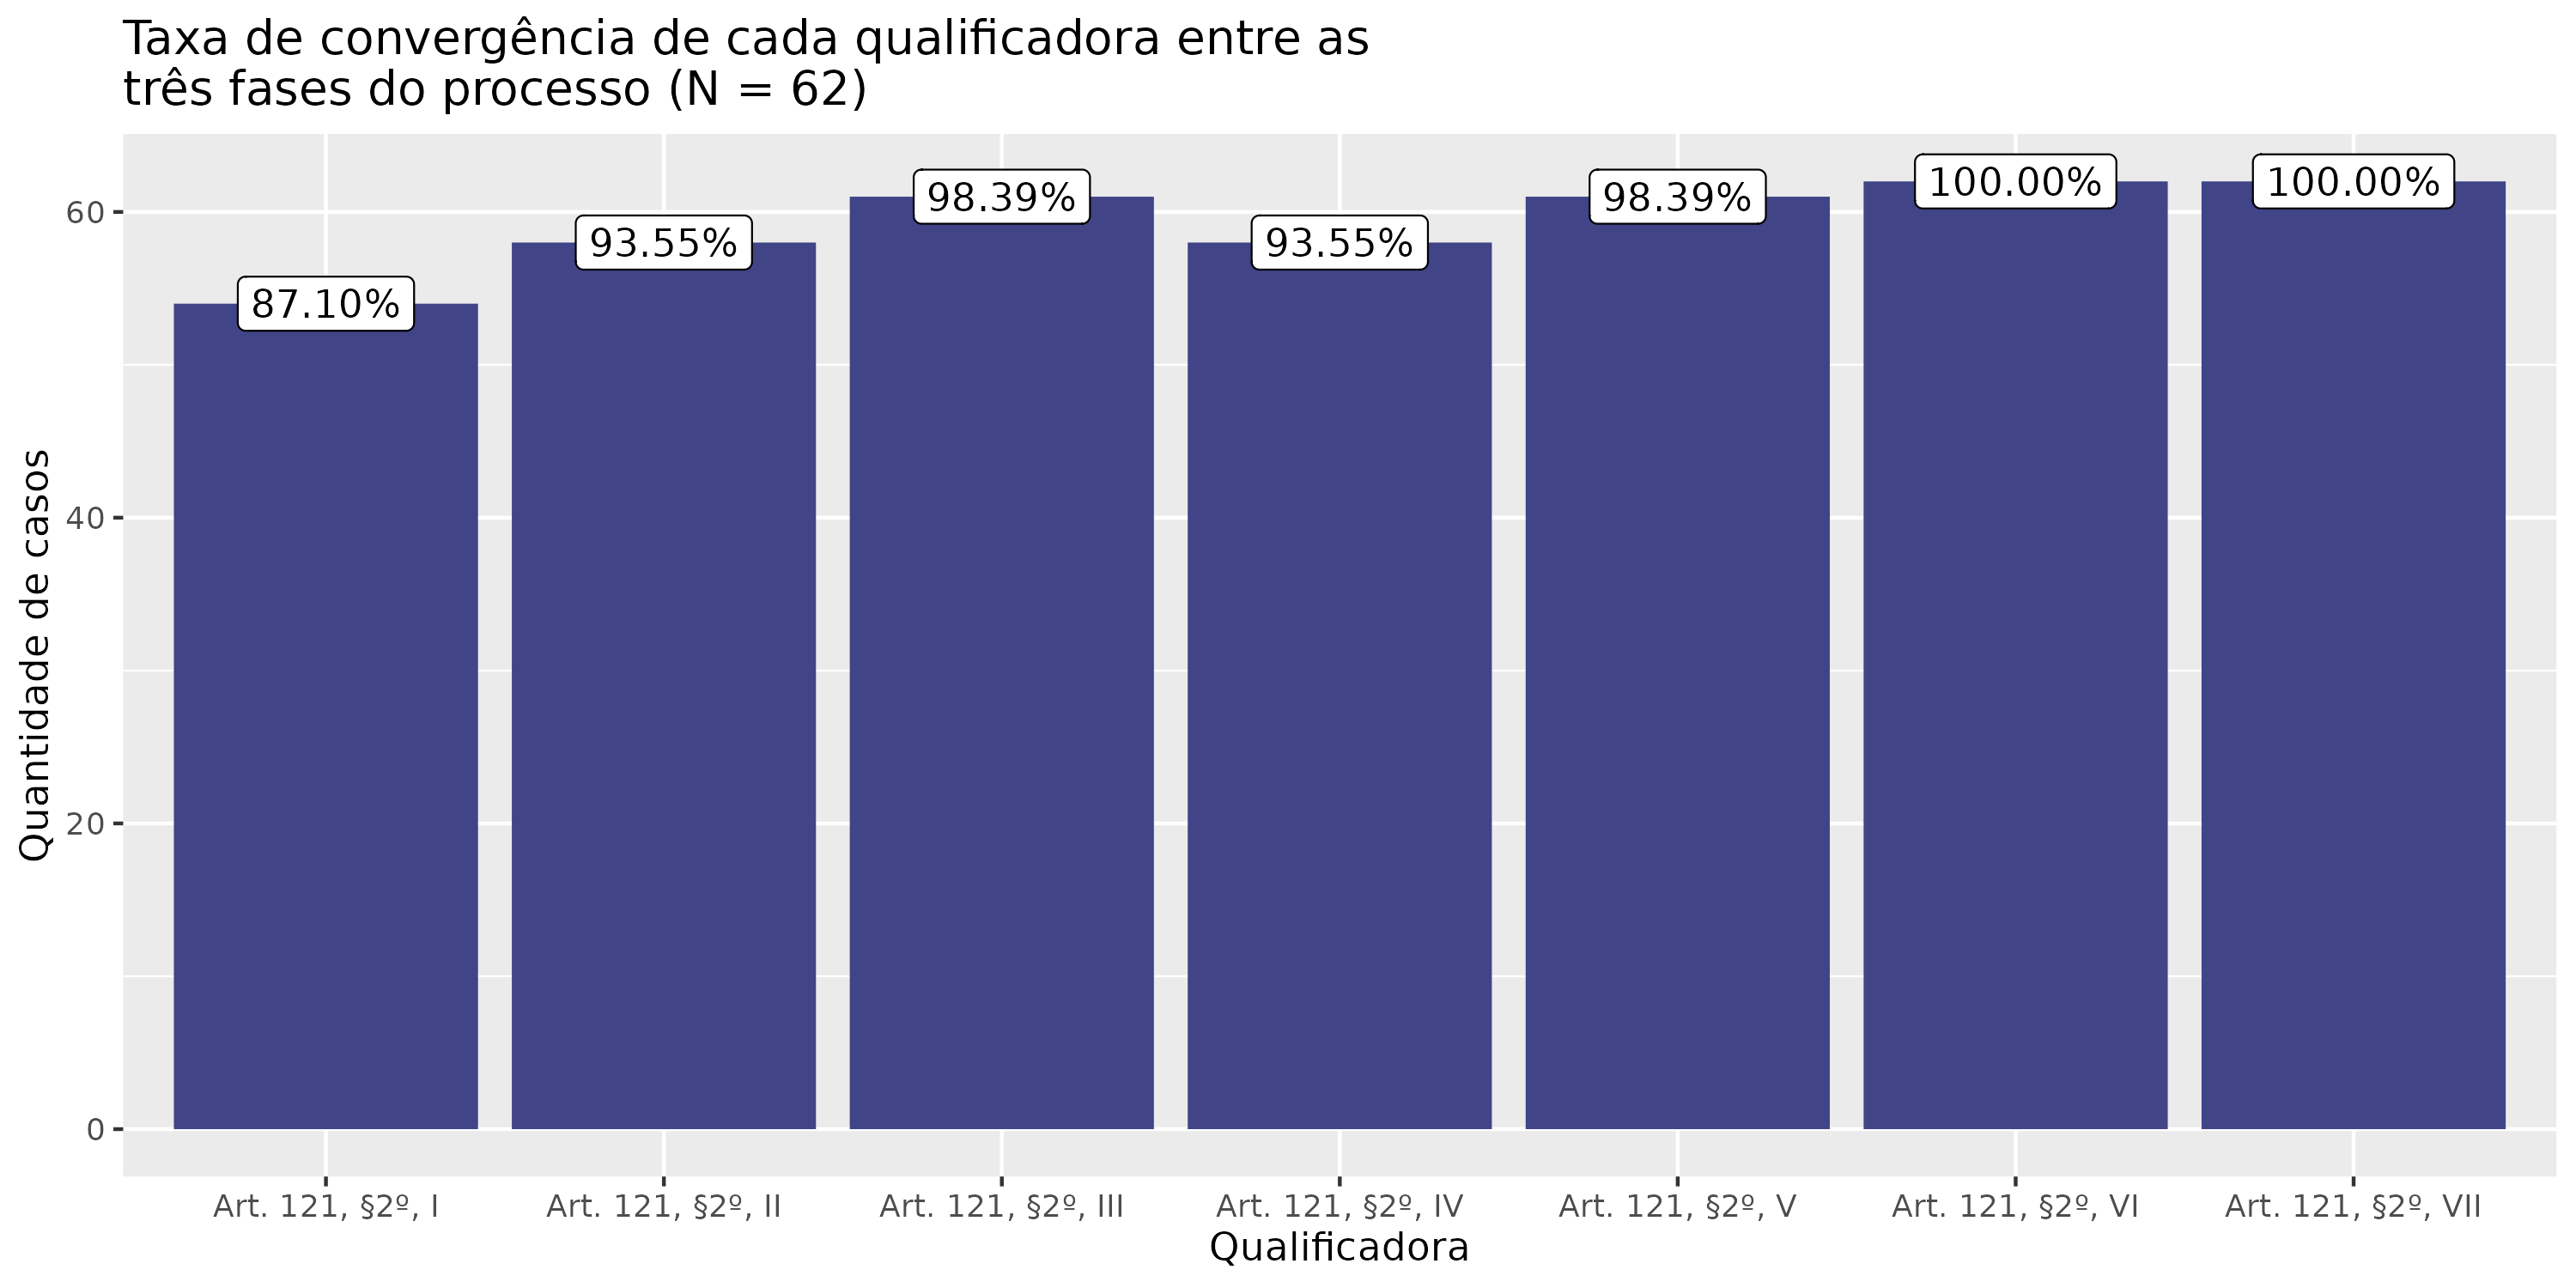 Taxa de convergência de cada qualificadora entre as
três fases do processo (N = 62)
Quantidade de casos
60
40
20
0
87.10%
93.55%
98.39%
93.55%
98.39%
100.00%
100.00%
Art. 121, §2º, I
Art. 121, §2º, II
Art. 121, §2º, III
Art. 121, §2º, IV
Art. 121, §2º, V
Art. 121, §2º, VI
Art. 121, §2º, VII
Qualificadora